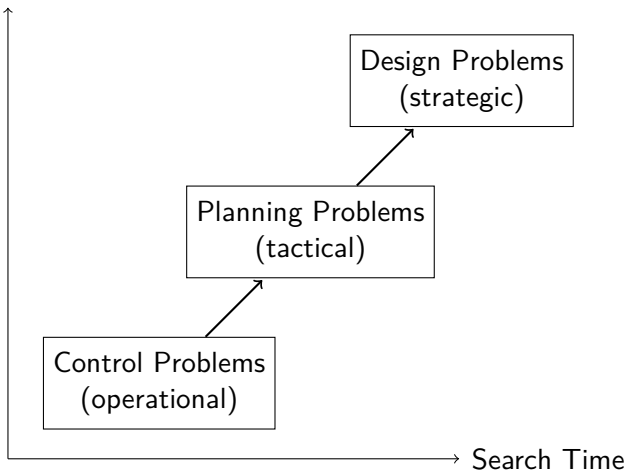 Design Problems
(strategic)
Planning Problems
(tactical)
Control Problems
(operational)
Search Time